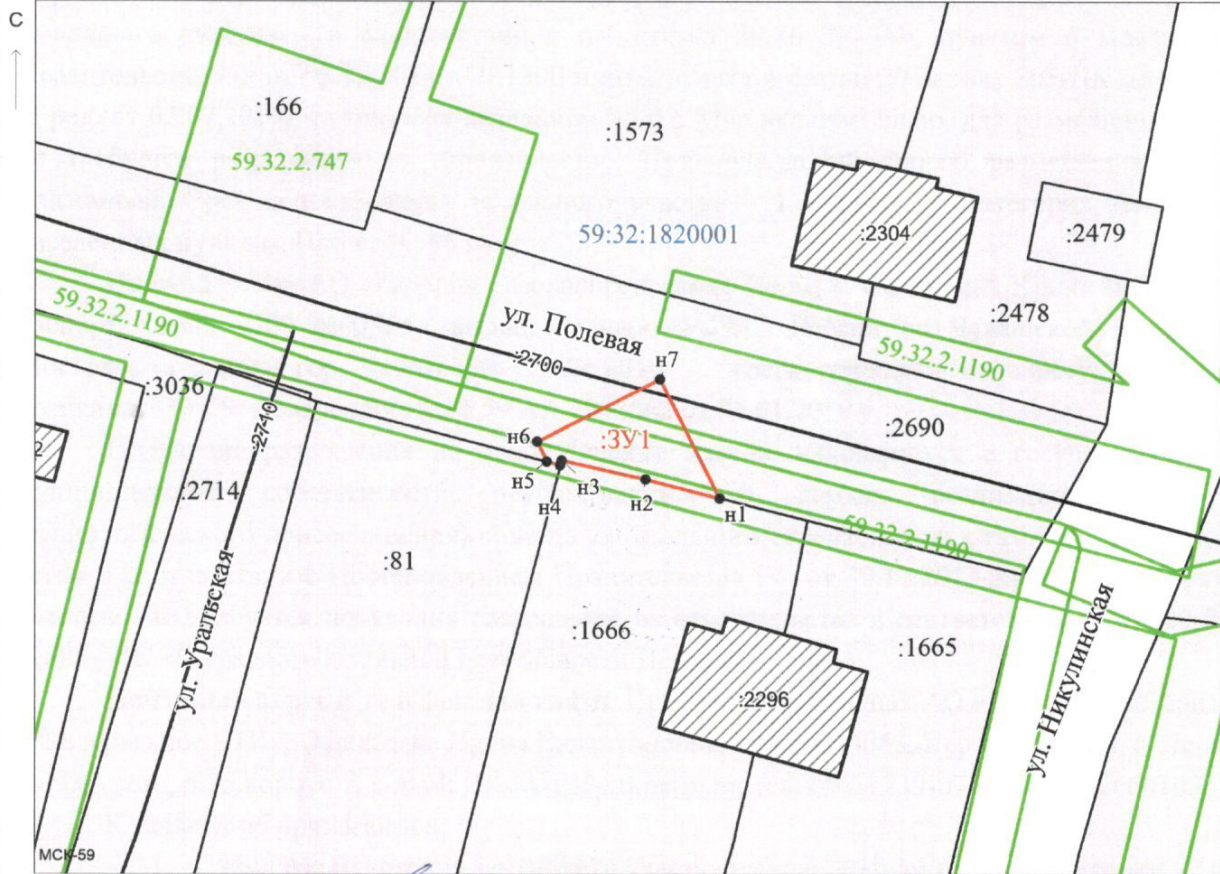 С
:166
:1573
59.32.2.747
59:32:1820001
:2304
:2479
:2478
59.32.2.1190
ул. Полевая
:2700
59.32.2.1190
н7
:3036
:2710
:2690
н6
:ЗУ1
н5
н3
н4
н2
н1
:2714
59.32.2.1190
:81
ул. Уральская
:1666
:1665
ул. Никулинская
:2296
МСК-59